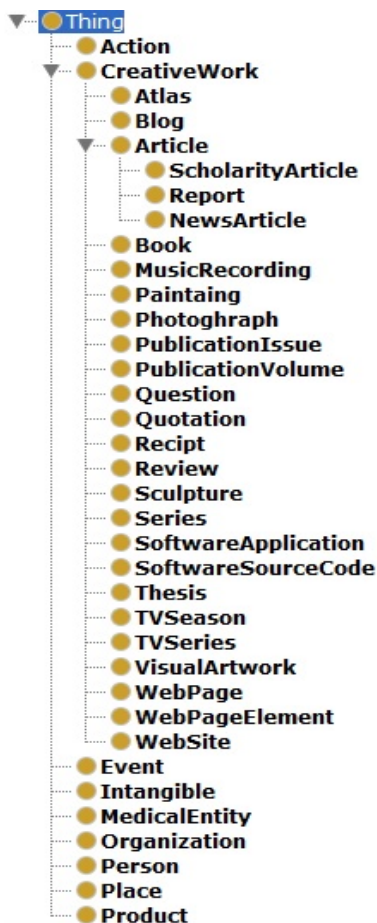 Thing
Action
CreativeWork
Atlas
Blog
Article
ScholarityArticle
Report
NewsArticle
Book
MusicRecording
Paintaing
Photoghraph
PublicationIssue
PublicationVolume
Question
Quotation
Recipt
Review
Sculpture
Series
SoftwareApplication
SoftwareSourceCode
Thesis
TVSeason
TVSeries
VisualArtwork
WebPage
WebPageElement
WebSite
Event
Intangible
MedicalEntity
Organization
Person
Place
Product